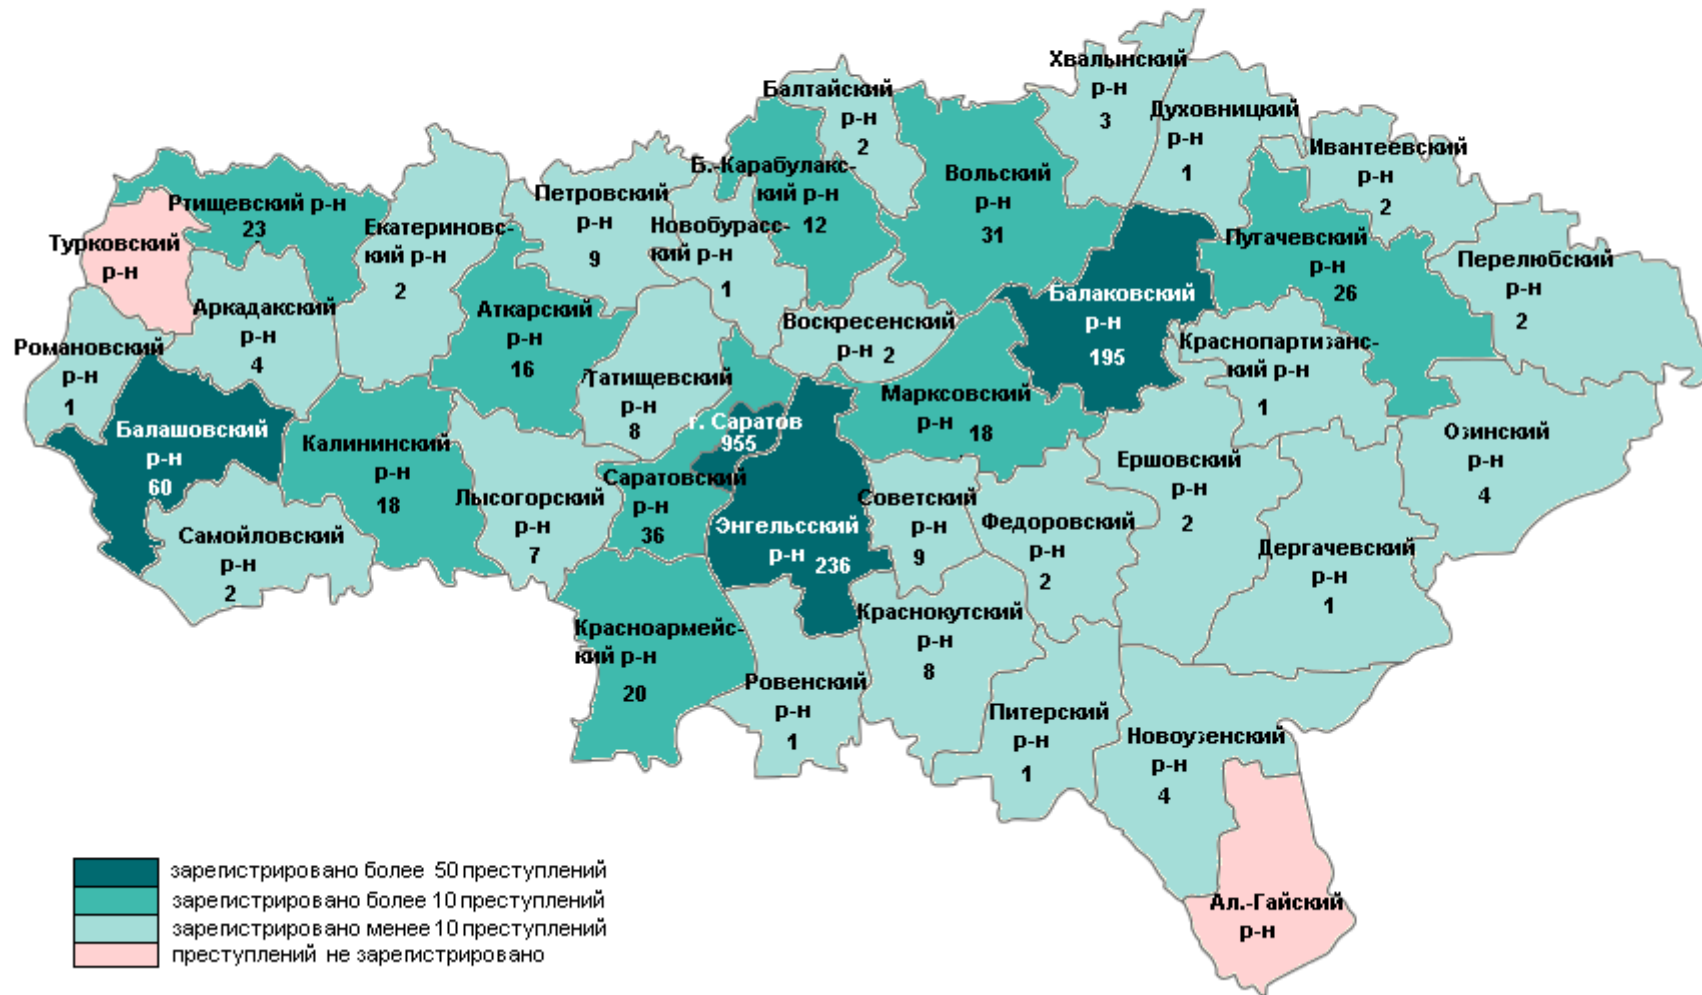 Хвалынский
р-н
3
Балтайский
р-н
2
Духовницкий
р-н
1
Ивантеевский
р-н
2
Б.-Карабулакс-
кий р-н
12
Вольский
р-н
31
Петровский
р-н
9
Ртищевский р-н
23
Екатериновс-
кий р-н
2
Новобурасс-
кий р-н
1
Турковский
р-н
Пугачевский
р-н
26
Перелюбский
р-н
2
Аркадакский
р-н
4
Аткарский
р-н
16
Воскресенский
р-н 2
Балаковский
р-н
195
Романовский
р-н
1
Краснопартизанс-
кий р-н
1
Татищевский
р-н
8
Марксовский
р-н 18
г. Саратов
955
Балашовский
р-н
60
Калининский
р-н
18
Озинский
р-н
4
Ершовский
р-н
2
Лысогорский
р-н
7
Саратовский
р-н
36
Советский
р-н
9
Энгельсский
р-н 236
Федоровский
р-н
2
Самойловский
р-н
2
Дергачевский
р-н
1
Краснокутский
р-н
8
Красноармейс-
кий р-н
20
Ровенский
р-н
1
Питерский
р-н
1
Новоузенский
р-н
4
Ал.-Гайский
р-н
зарегистрировано более 50 преступлений
зарегистрировано более 10 преступлений
зарегистрировано менее 10 преступлений
преступлений не зарегистрировано